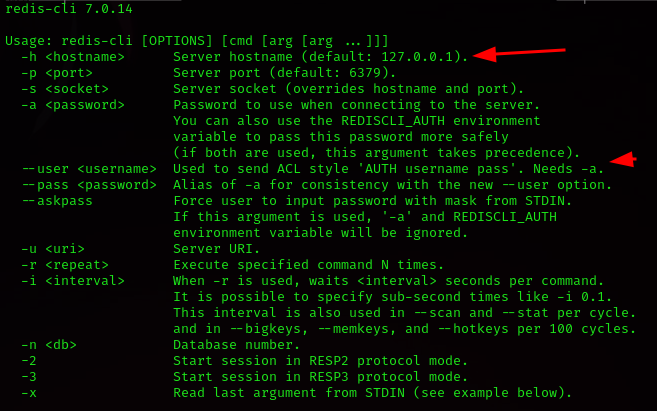 redis-cli 7.0.14
Usage: redis-cli [OPTIONS] [cmd [arg [arg ...]]]
-h <hostname>      Server hostname (default: 127.0.0.1).
-p <port>          Server port (default: 6379).
-s <socket>        Server socket (overrides hostname and port).
-a <password>      Password to use when connecting to the server.
                   You can also use the REDISCLI_AUTH environment
                   variable to pass this password more safely
                   (if both are used, this argument takes precedence).
--user <username>  Used to send ACL style 'AUTH username pass'. Needs -a.
--pass <password>  Alias of -a for consistency with the new --user option.
--askpass          Force user to input password with mask from STDIN.
                   If this argument is used, '-a' and REDISCLI_AUTH
                   environment variable will be ignored.
-u <uri>           Server URI.
-r <repeat>        Execute specified command N times.
-i <interval>      When -r is used, waits <interval> seconds per command.
                   It is possible to specify sub-second times like -i 0.1.
                   This interval is also used in --scan and --stat per cycle.
                   and in --bigkeys, --memkeys, and --hotkeys per 100 cycles.
-n <db>            Database number.
-2                 Start session in RESP2 protocol mode.
-3                 Start session in RESP3 protocol mode.
-x                 Read last argument from STDIN (see example below).